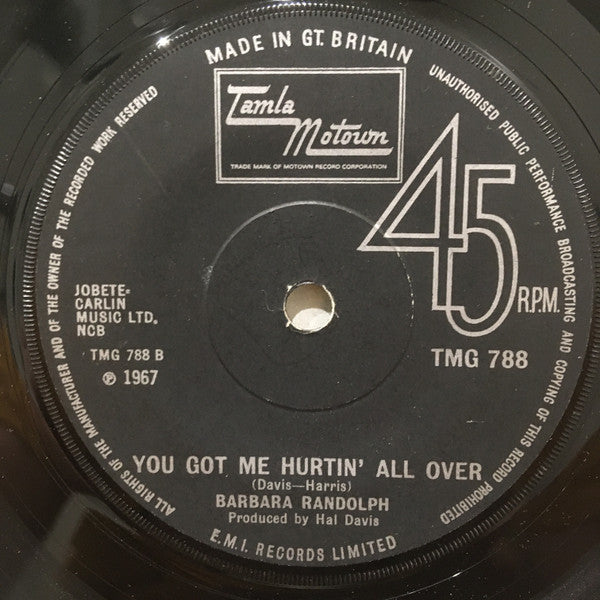 MADE IN GT. BRITAIN
Tamla
Motown
TRADE MARK OF MOTOWN RECORD CORPORATION
45
R.P.M.
TMG 788
JOBETE-
CARLIN
MUSIC LTD.
NCB
TMG 788 B
℗ 1967
YOU GOT ME HURTIN' ALL OVER
(Davis—Harris)
BARBARA RANDOLPH
Produced by Hal Davis
E.M.I. RECORDS LIMITED
ALL RIGHTS OF THE MANUFACTURER AND OF THE OWNER OF THE RECORDED WORK RESERVED
UNAUTHORISED PUBLIC PERFORMANCE BROADCASTING AND COPYING OF THIS RECORD PROHIBITED